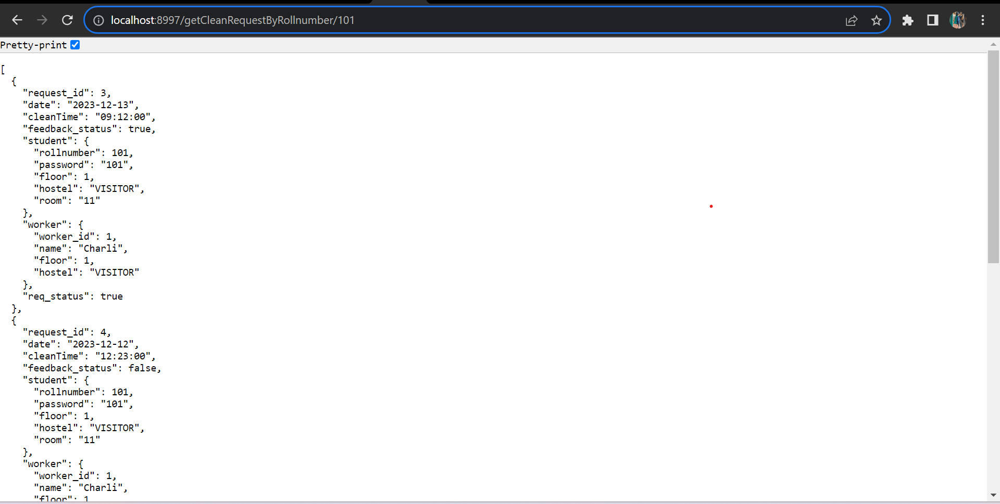 localhost:8997/getCleanRequestByRollnumber/101
Pretty-print
[
  {
    "request_id": 3,
    "date": "2023-12-13",
    "cleanTime": "09:12:00",
    "feedback_status": true,
    "student": {
      "rollnumber": 101,
      "password": "101",
      "floor": 1,
      "hostel": "VISITOR",
      "room": "11"
    },
    "worker": {
      "worker_id": 1,
      "name": "Charli",
      "floor": 1,
      "hostel": "VISITOR"
    },
    "req_status": true
  },
  {
    "request_id": 4,
    "date": "2023-12-12",
    "cleanTime": "12:23:00",
    "feedback_status": false,
    "student": {
      "rollnumber": 101,
      "password": "101",
      "floor": 1,
      "hostel": "VISITOR",
      "room": "11"
    },
    "worker": {
      "worker_id": 1,
      "name": "Charli",
      "floor": 1